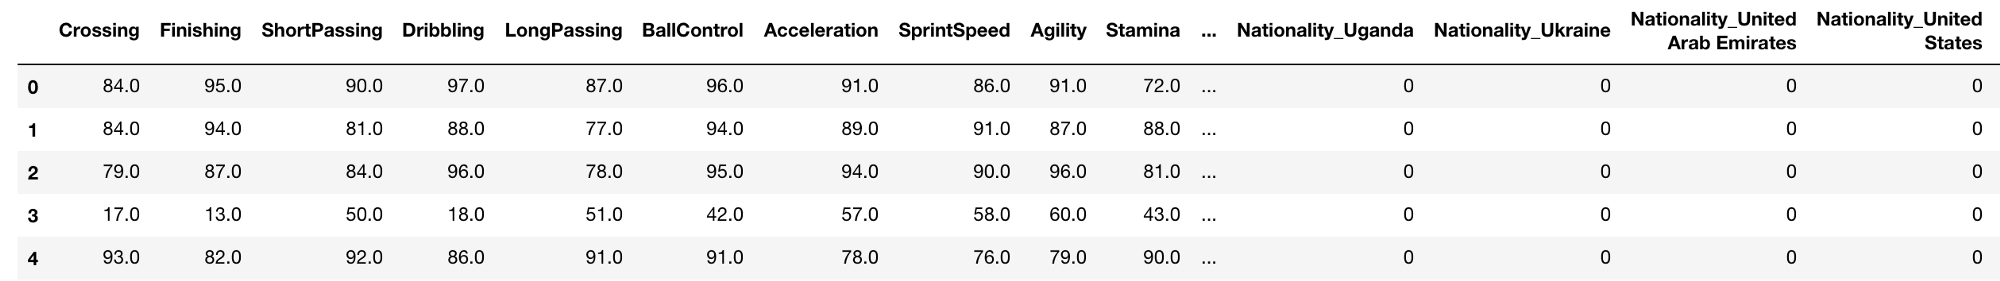 Crossing Finishing ShortPassing Dribbling LongPassing BallControl Acceleration SprintSpeed Agility Stamina ... Nationality_Uganda Nationality_Ukraine Nationality_United Arab Emirates Nationality_United States
0 84.0 95.0 90.0 97.0 87.0 96.0 91.0 86.0 91.0 72.0 ... 0 0 0 0
1 84.0 94.0 81.0 88.0 77.0 94.0 89.0 91.0 87.0 88.0 ... 0 0 0 0
2 79.0 87.0 84.0 96.0 78.0 95.0 94.0 90.0 96.0 81.0 ... 0 0 0 0
3 17.0 13.0 50.0 18.0 51.0 42.0 57.0 58.0 60.0 43.0 ... 0 0 0 0
4 93.0 82.0 92.0 86.0 91.0 91.0 78.0 76.0 79.0 90.0 ... 0 0 0 0